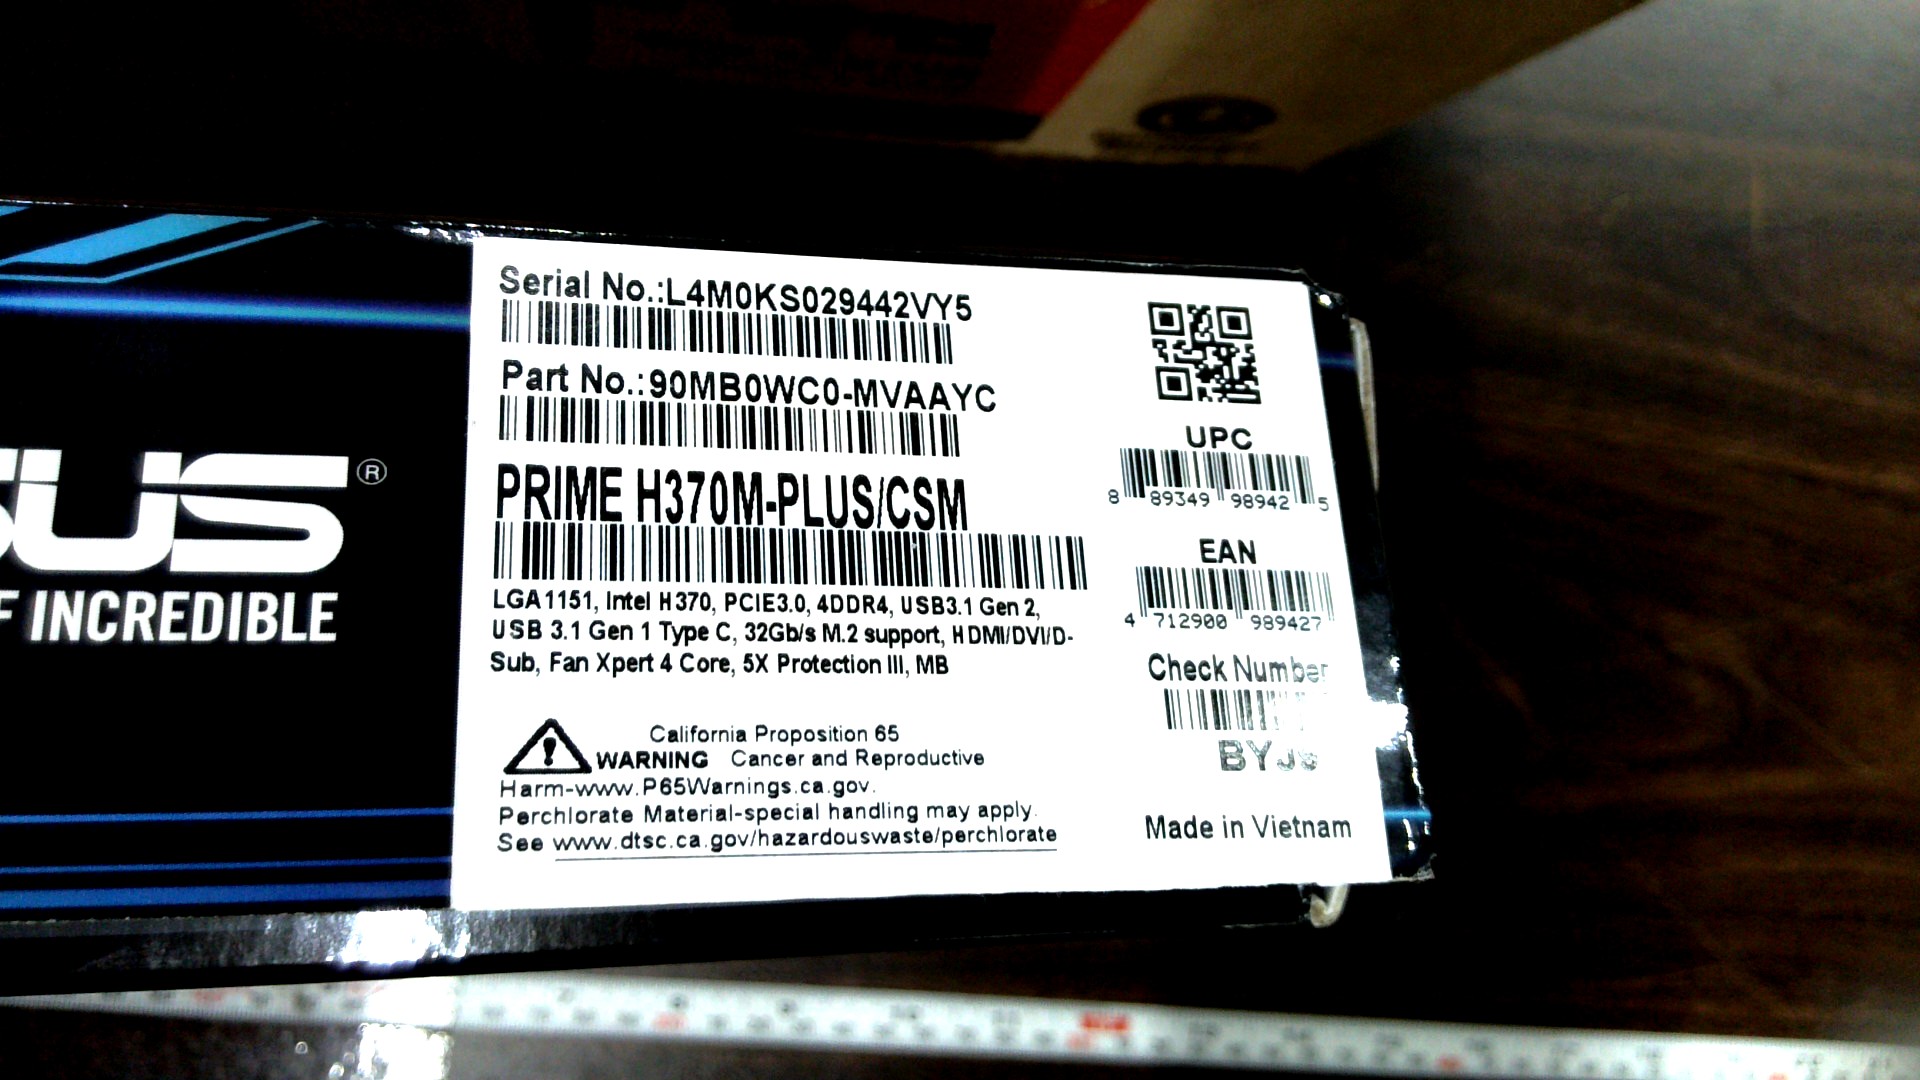 SUS®
F INCREDIBLE
Serial No.:L4M0KS029442VY5
Part No.:90MB0WC0-MVAAYC
PRIME H370M-PLUS/CSM
LGA1151, Intel H370, PCIE3.0, 4DDR4, USB3.1 Gen 2,
USB 3.1 Gen 1 Type C, 32Gb/s M.2 support, HDMI/DVI/D-
Sub, Fan Xpert 4 Core, 5X Protection III, MB
California Proposition 65
WARNING Cancer and Reproductive
Harm-www.P65Warnings.ca.gov.
Perchlorate Material-special handling may apply.
See www.dtsc.ca.gov/hazardouswaste/perchlorate
UPC
8 89349 98942 5
EAN
4 712900 989427
Check Number
Made in Vietnam